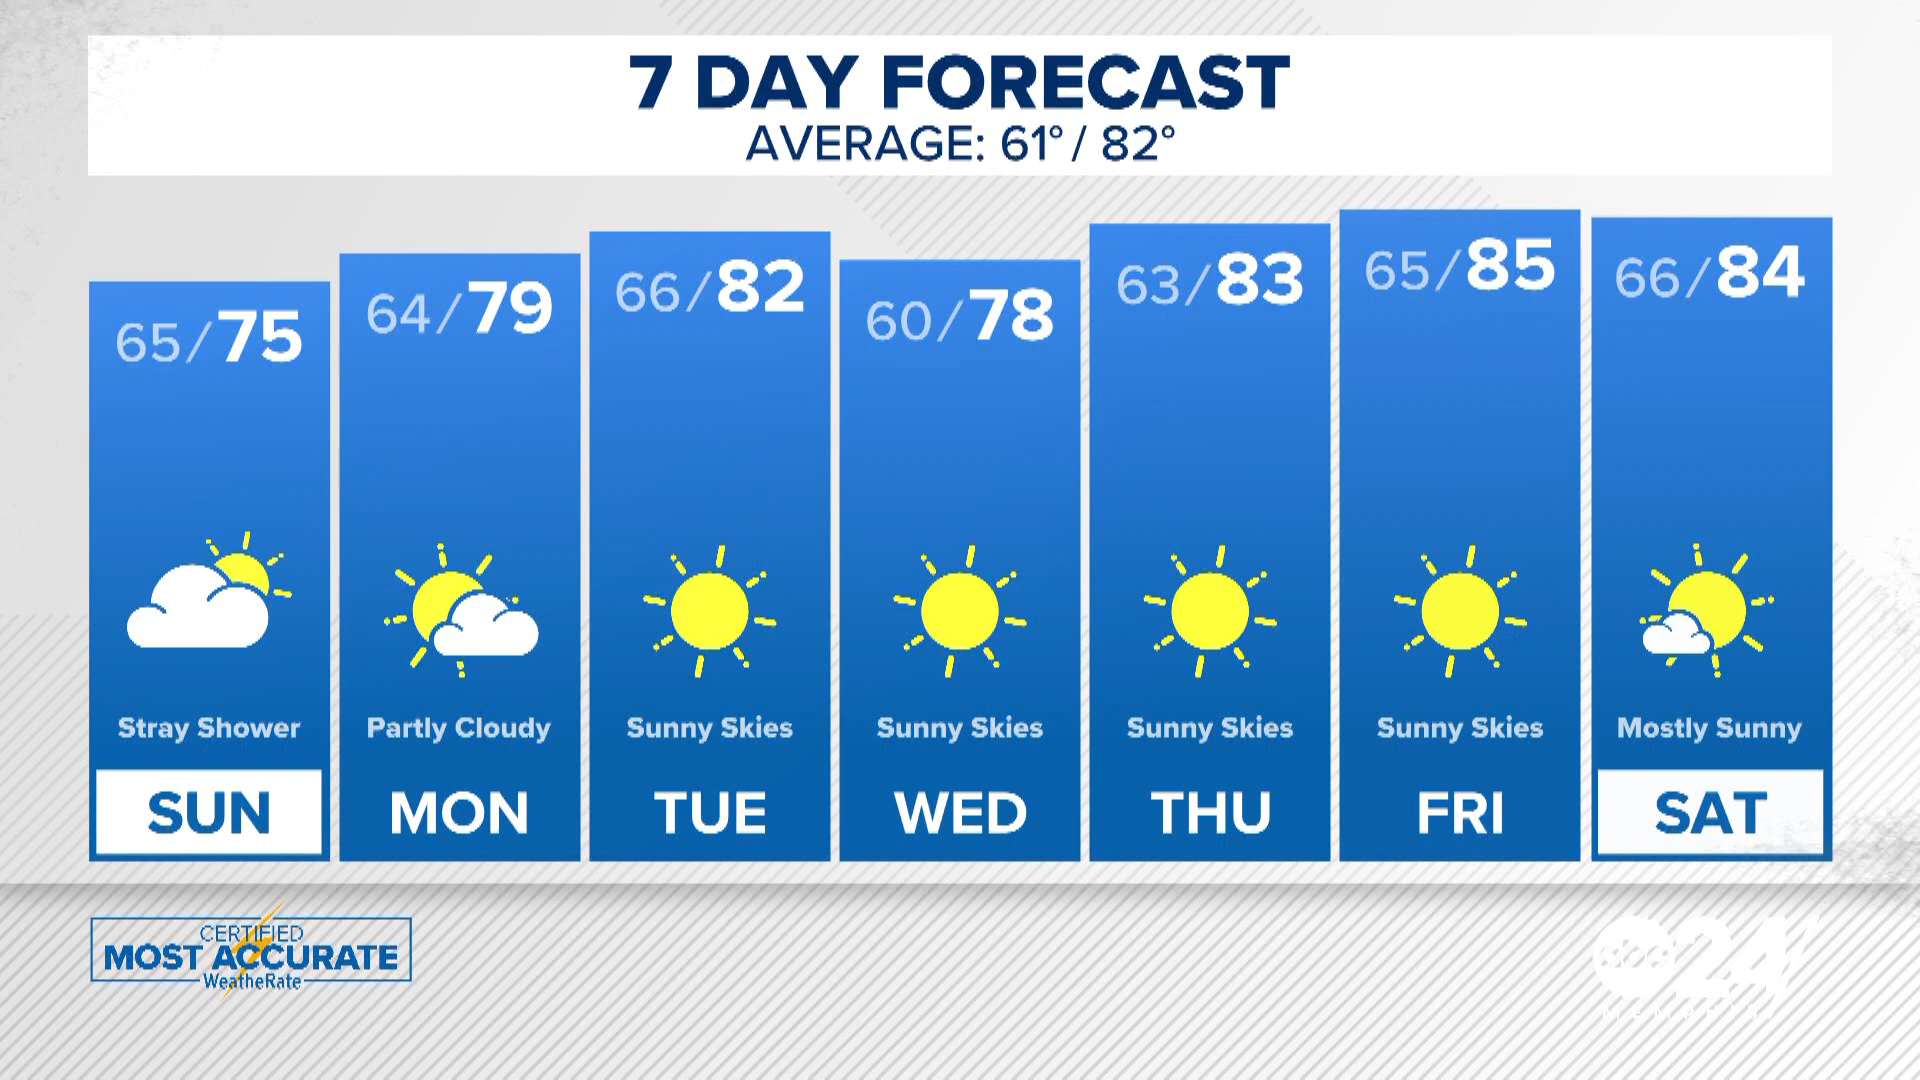 7 DAY FORECAST
AVERAGE: 61° / 82°
65/75
64/79
66/82
60/78
63/83
65/85
66/84
Stray Shower
Partly Cloudy
Sunny Skies
Sunny Skies
Sunny Skies
Sunny Skies
Mostly Sunny
SUN
MON
TUE
WED
THU
FRI
SAT
CERTIFIED
MOST ACCURATE
WeatheRate
abc 24
MEMPHIS